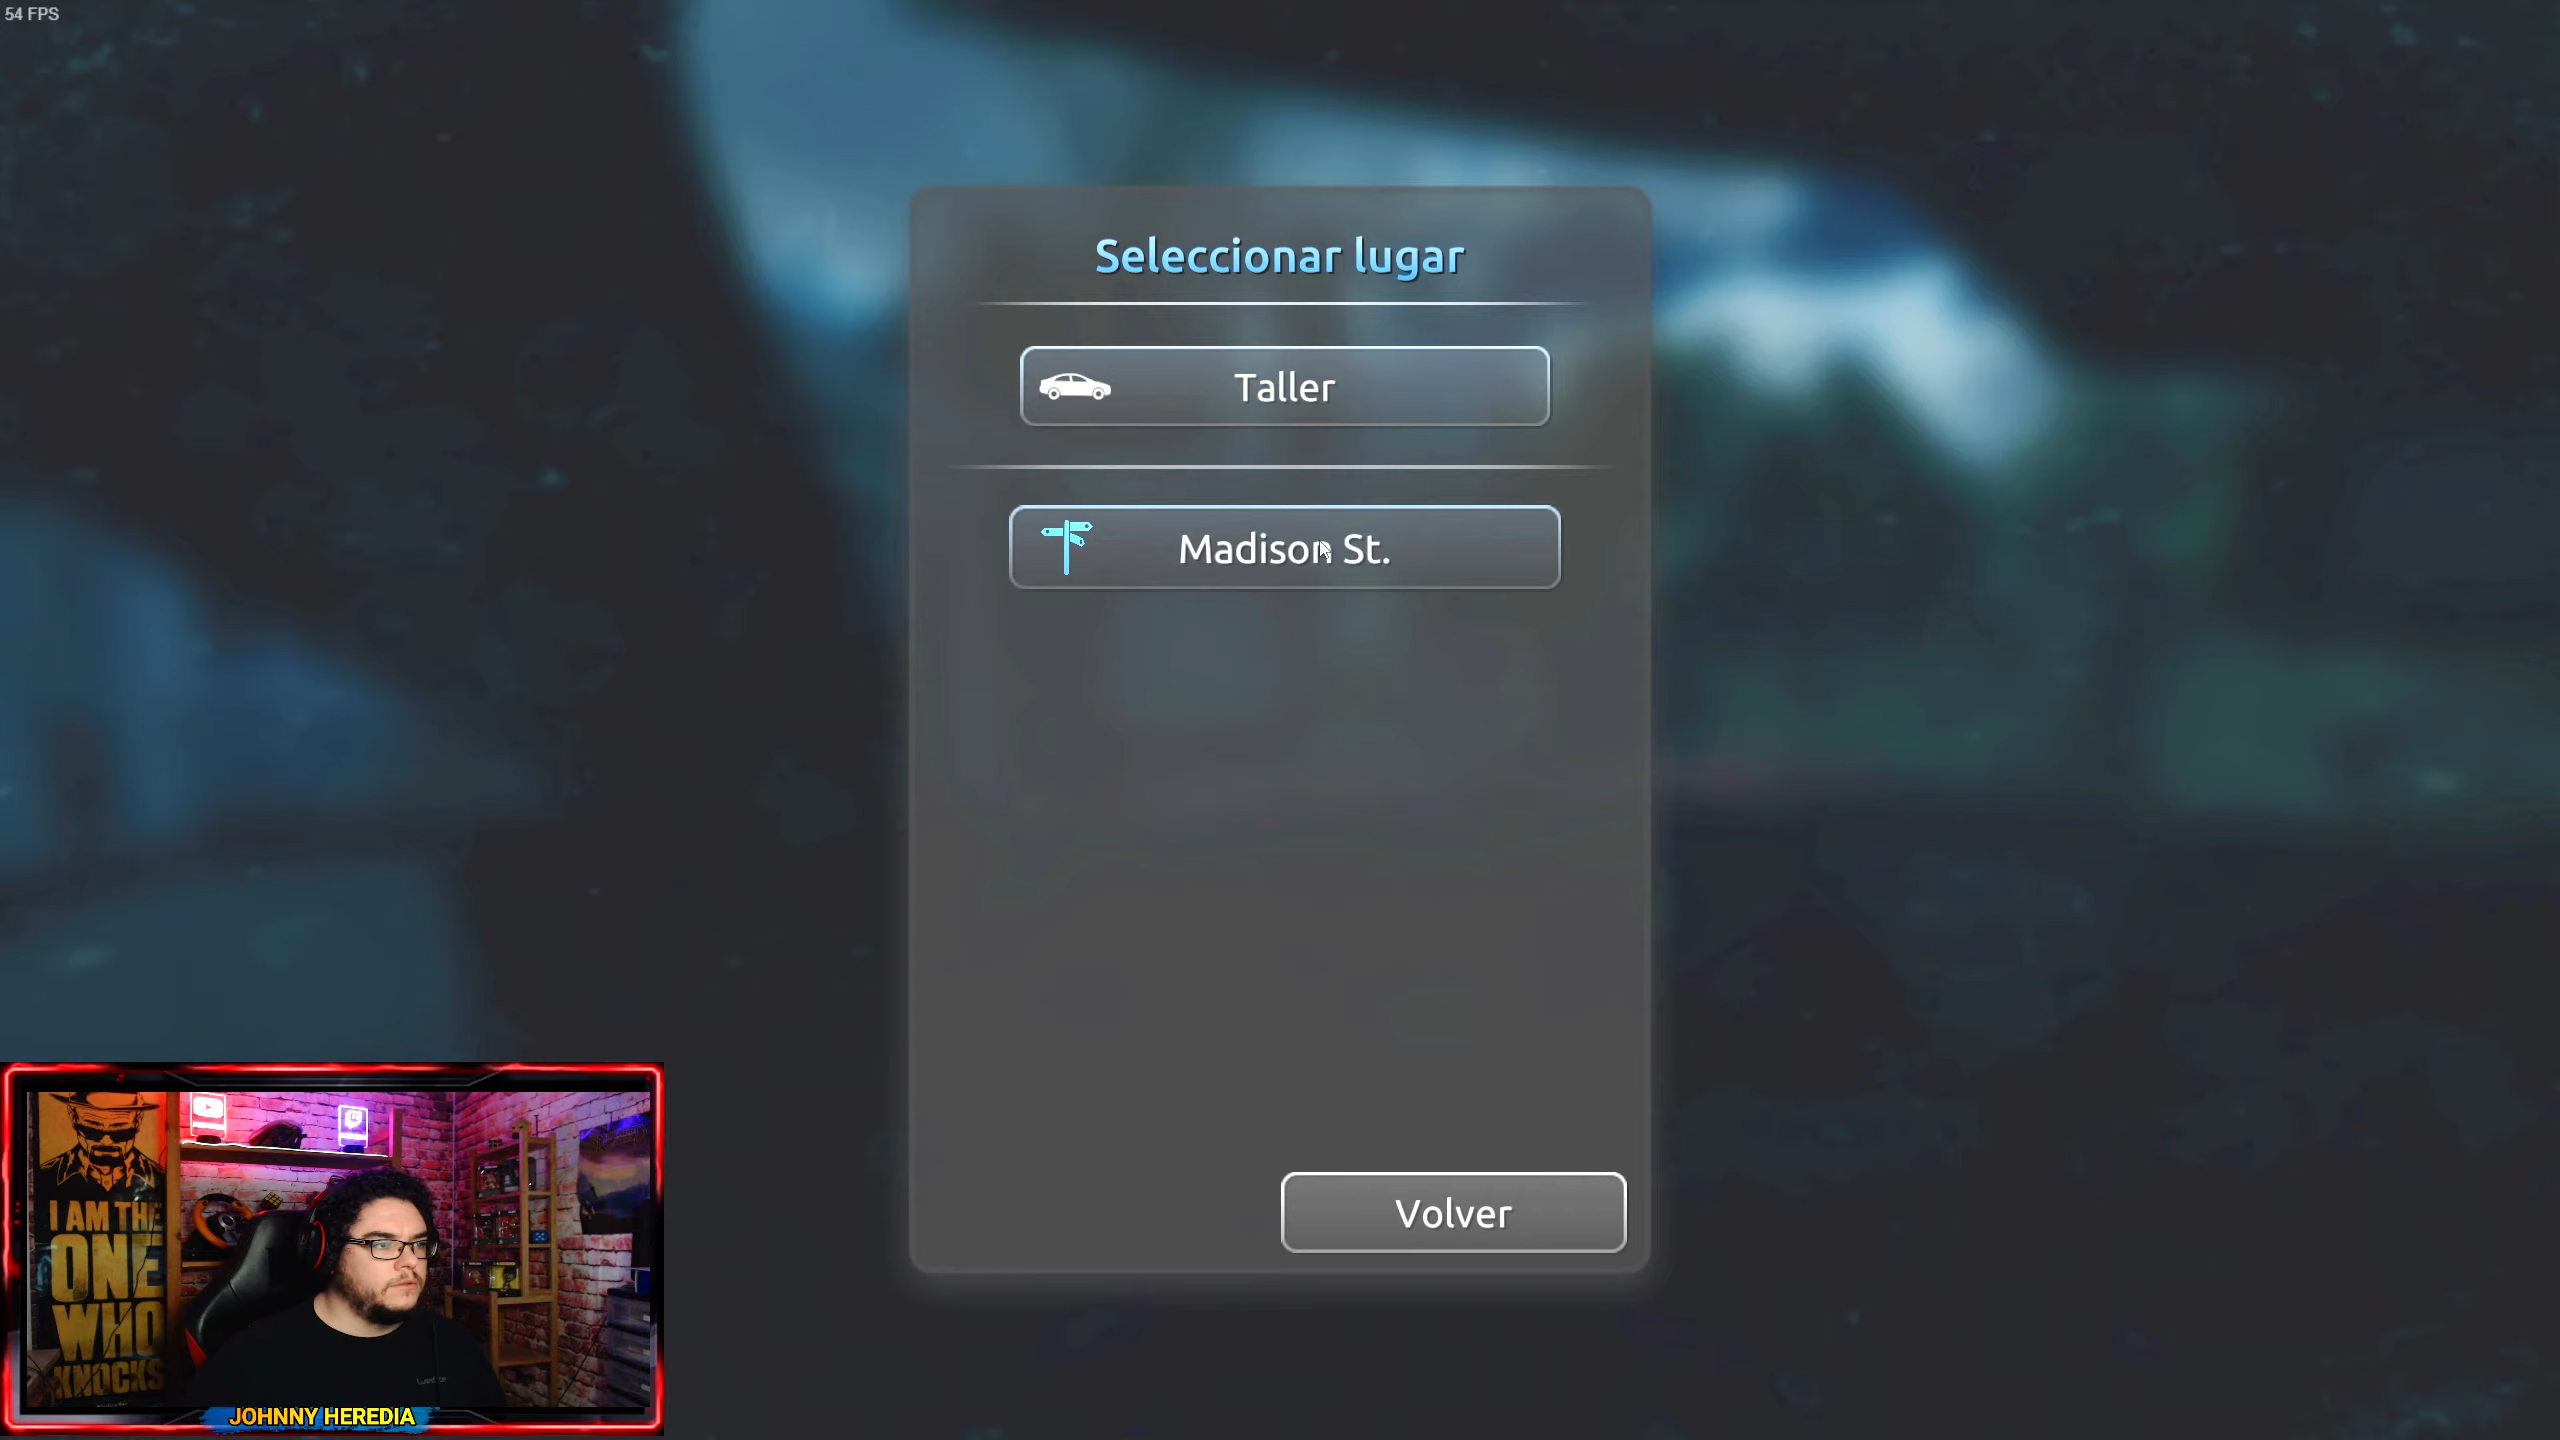 54 FPS
Seleccionar lugar
Taller
Madison St.
Volver
I AM THE
ONE
WHO
KNOCKS
JOHNNY HEREDIA